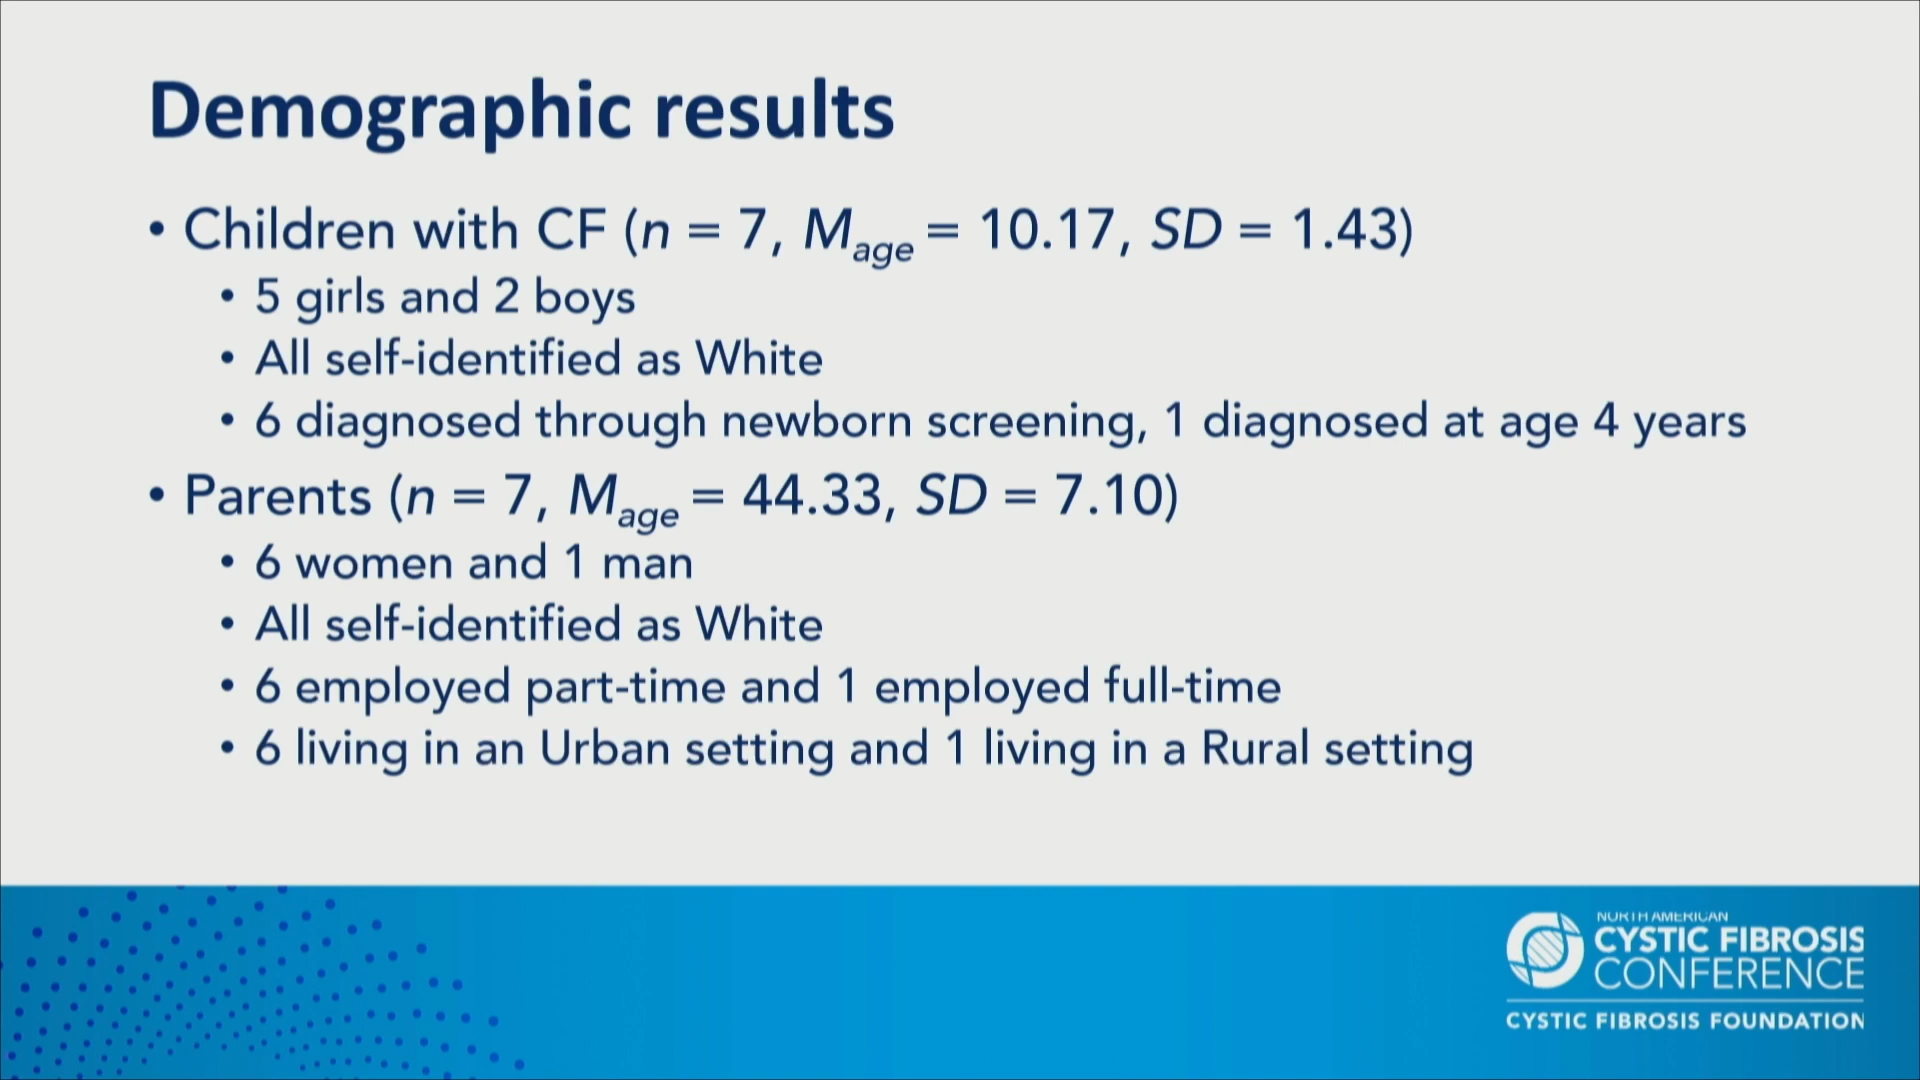 Demographic results
• Children with CF (n = 7, Mage = 10.17, SD = 1.43)
• 5 girls and 2 boys
• All self-identified as White
• 6 diagnosed through newborn screening, 1 diagnosed at age 4 years
• Parents (n = 7, Mage = 44.33, SD = 7.10)
• 6 women and 1 man
• All self-identified as White
• 6 employed part-time and 1 employed full-time
• 6 living in an Urban setting and 1 living in a Rural setting
NORTH AMERICAN
CYSTIC FIBROSIS
CONFERENCE
CYSTIC FIBROSIS FOUNDATION